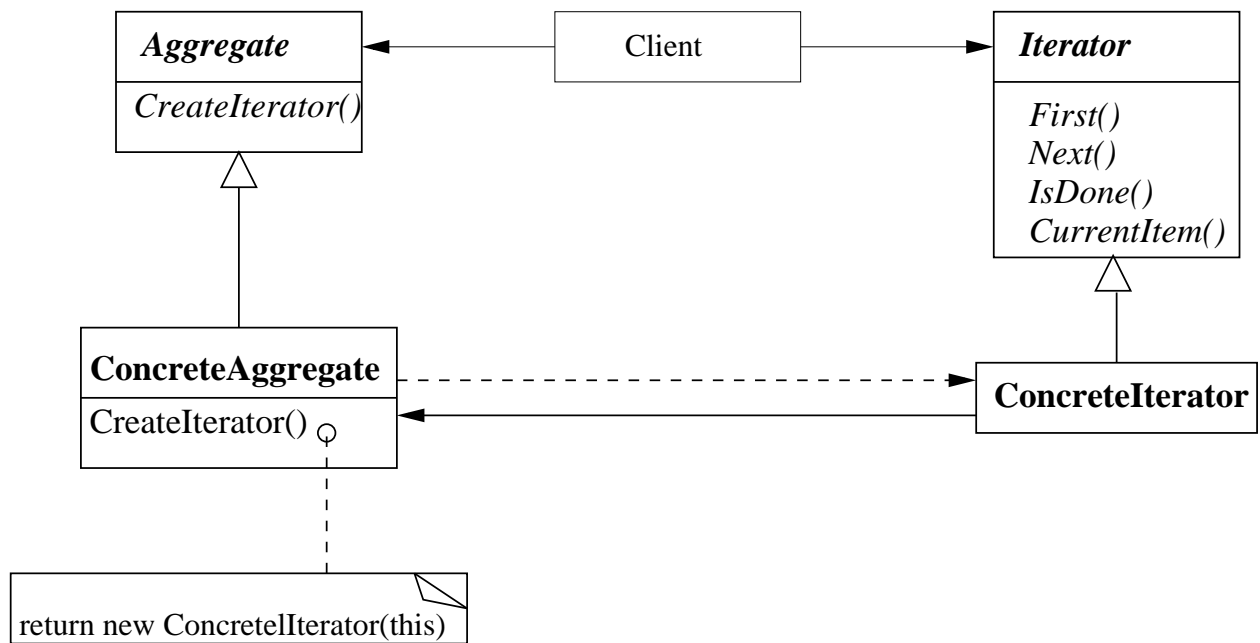 Aggregate
Client
Iterator
CreateIterator()
First()
Next()
IsDone()
CurrentItem()
ConcreteAggregate
ConcreteIterator
CreateIterator()
return new ConcretelIterator(this)